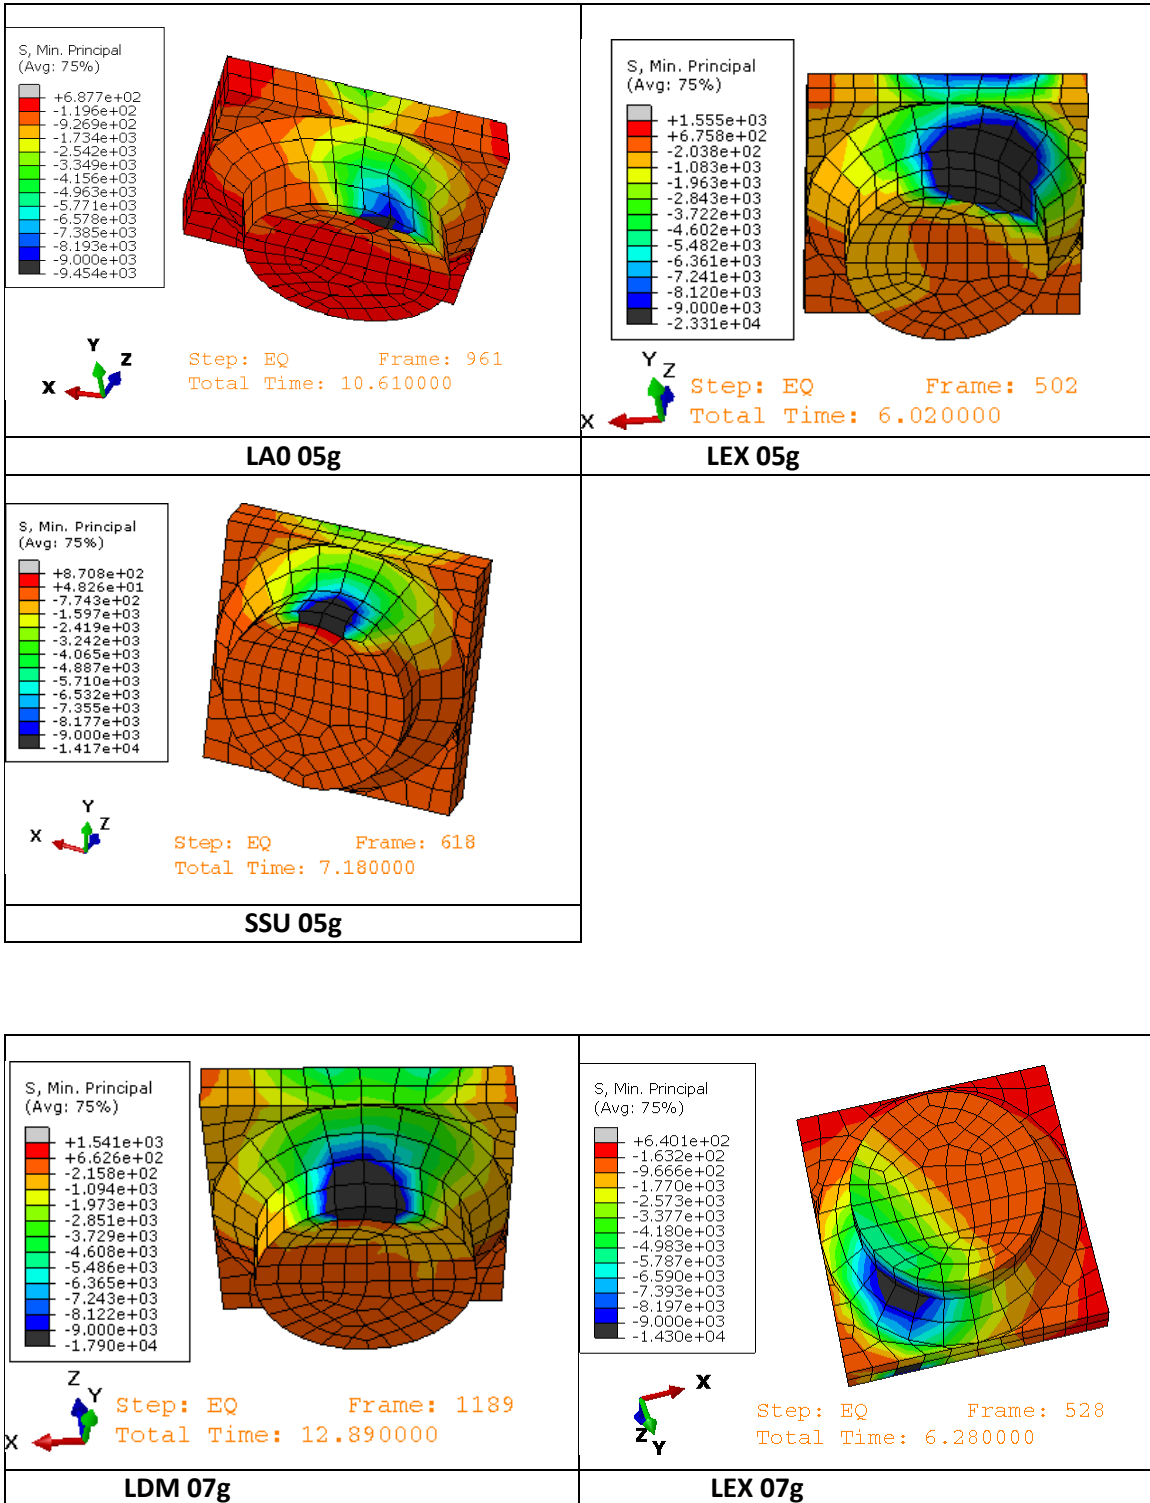 S, Min. Principal
(Avg: 75%)
+6.877e+02
-1.196e+02
-9.269e+02
-1.734e+03
-2.542e+03
-3.349e+03
-4.156e+03
-4.963e+03
-5.771e+03
-6.578e+03
-7.385e+03
-8.193e+03
-9.000e+03
-9.454e+03
Y
Z
X
Step: EQ Frame: 961
Total Time: 10.610000
LA0 05g
S, Min. Principal
(Avg: 75%)
+1.555e+03
+6.758e+02
-2.038e+02
-1.083e+03
-1.963e+03
-2.843e+03
-3.722e+03
-4.602e+03
-5.482e+03
-6.361e+03
-7.241e+03
-8.120e+03
-9.000e+03
-2.331e+04
Y
Z
X
Step: EQ Frame: 502
Total Time: 6.020000
LEX 05g
S, Min. Principal
(Avg: 75%)
+8.708e+02
+4.826e+01
-7.743e+02
-1.597e+03
-2.419e+03
-3.242e+03
-4.065e+03
-4.887e+03
-5.710e+03
-6.532e+03
-7.355e+03
-8.177e+03
-9.000e+03
-1.417e+04
Y
Z
X
Step: EQ Frame: 618
Total Time: 7.180000
SSU 05g
S, Min. Principal
(Avg: 75%)
+1.541e+03
+6.626e+02
-2.158e+02
-1.094e+03
-1.973e+03
-2.851e+03
-3.729e+03
-4.608e+03
-5.486e+03
-6.365e+03
-7.243e+03
-8.122e+03
-9.000e+03
-1.790e+04
Z
Y
X
Step: EQ Frame: 1189
Total Time: 12.890000
LDM 07g
S, Min. Principal
(Avg: 75%)
+6.401e+02
-1.632e+02
-9.666e+02
-1.770e+03
-2.573e+03
-3.377e+03
-4.180e+03
-4.983e+03
-5.787e+03
-6.590e+03
-7.393e+03
-8.197e+03
-9.000e+03
-1.430e+04
X
Z
Y
Step: EQ Frame: 528
Total Time: 6.280000
LEX 07g